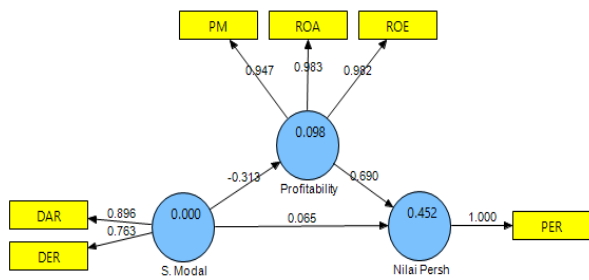 PM
ROA
ROE
0.947
0.983
0.982
0.098
Profitability
-0.313
0.690
DAR
0.896
0.000
0.065
0.452
1.000
PER
DER
0.763
S. Modal
Nilai Persh